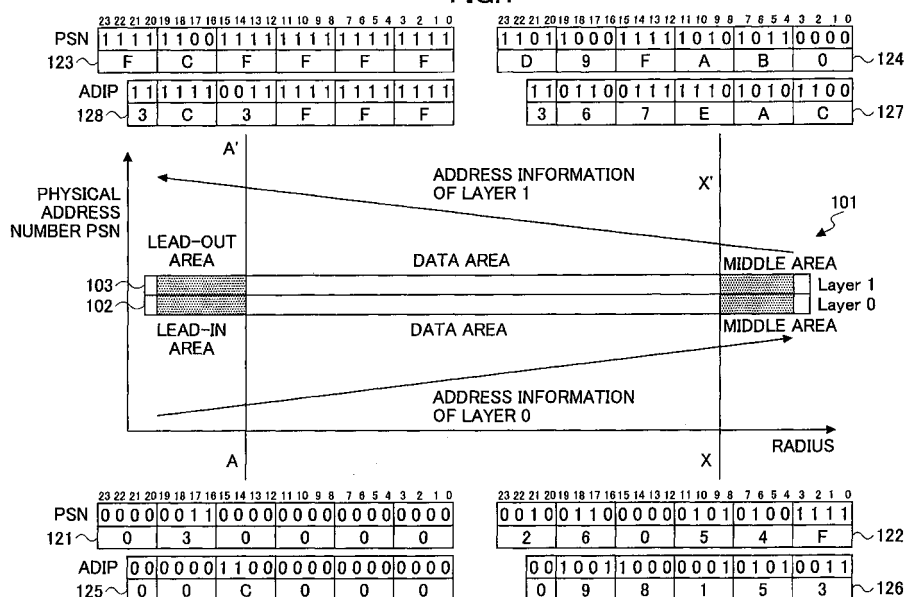 23 22 21 20 19 18 17 16 15 14 13 12 11 10 9 8 7 6 5 4 3 2 1 0
PSN 1111 1100 1111 1111 1111 1111
123 F C F F F F
ADIP 11 1111 0011 1111 1111 1111
128 3 C 3 F F F
23 22 21 20 19 18 17 16 15 14 13 12 11 10 9 8 7 6 5 4 3 2 1 0
1101 1000 1111 1010 1011 0000
D 9 F A B 0 124
11 0110 0111 1110 1010 1100
3 6 7 E A C 127
A'
X'
ADDRESS INFORMATION
OF LAYER 1
101
PHYSICAL
ADDRESS
NUMBER PSN
LEAD-OUT
AREA
DATA AREA
MIDDLE AREA
103
Layer 1
102
Layer 0
LEAD-IN
AREA
DATA AREA
MIDDLE AREA
ADDRESS INFORMATION
OF LAYER 0
RADIUS
A
X
23 22 21 20 19 18 17 16 15 14 13 12 11 10 9 8 7 6 5 4 3 2 1 0
PSN 0000 0011 0000 0000 0000 0000
121 0 3 0 0 0 0
ADIP 00 0000 1100 0000 0000 0000
125 0 0 C 0 0 0
23 22 21 20 19 18 17 16 15 14 13 12 11 10 9 8 7 6 5 4 3 2 1 0
0010 0110 0000 0101 0100 1111
2 6 0 5 4 F 122
00 1001 1000 0001 0101 0011
0 9 8 1 5 3 126